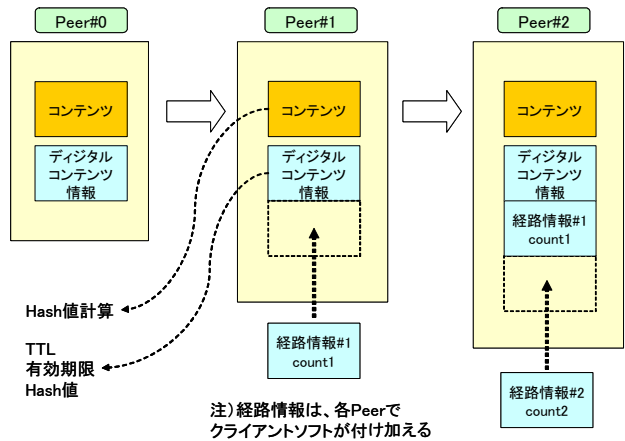 Peer#0
Peer#1
Peer#2
コンテンツ
コンテンツ
コンテンツ
ディジタル
コンテンツ
情報
ディジタル
コンテンツ
情報
ディジタル
コンテンツ
情報
経路情報#1
count1
Hash値計算
TTL
有効期限
Hash値
経路情報#1
count1
経路情報#2
count2
注)経路情報は、各Peerで
クライアントソフトが付け加える